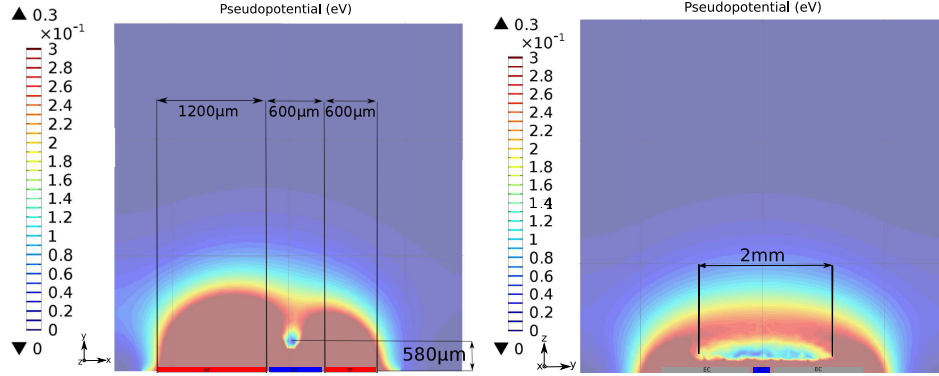 Pseudopotential (eV)
0.3
×10⁻¹
3
2.8
2.6
2.4
2.2
2
1.8
1.6
1.4
1.2
1
0.8
0.6
0.4
0.2
0
0
1200μm
600μm
600μm
580μm
y
z
x
Pseudopotential (eV)
0.3
×10⁻¹
3
2.8
2.6
2.4
2.2
2
1.8
1.6
1.4
1.2
1
0.8
0.6
0.4
0.2
0
0
2mm
z
x
y
EC
EC